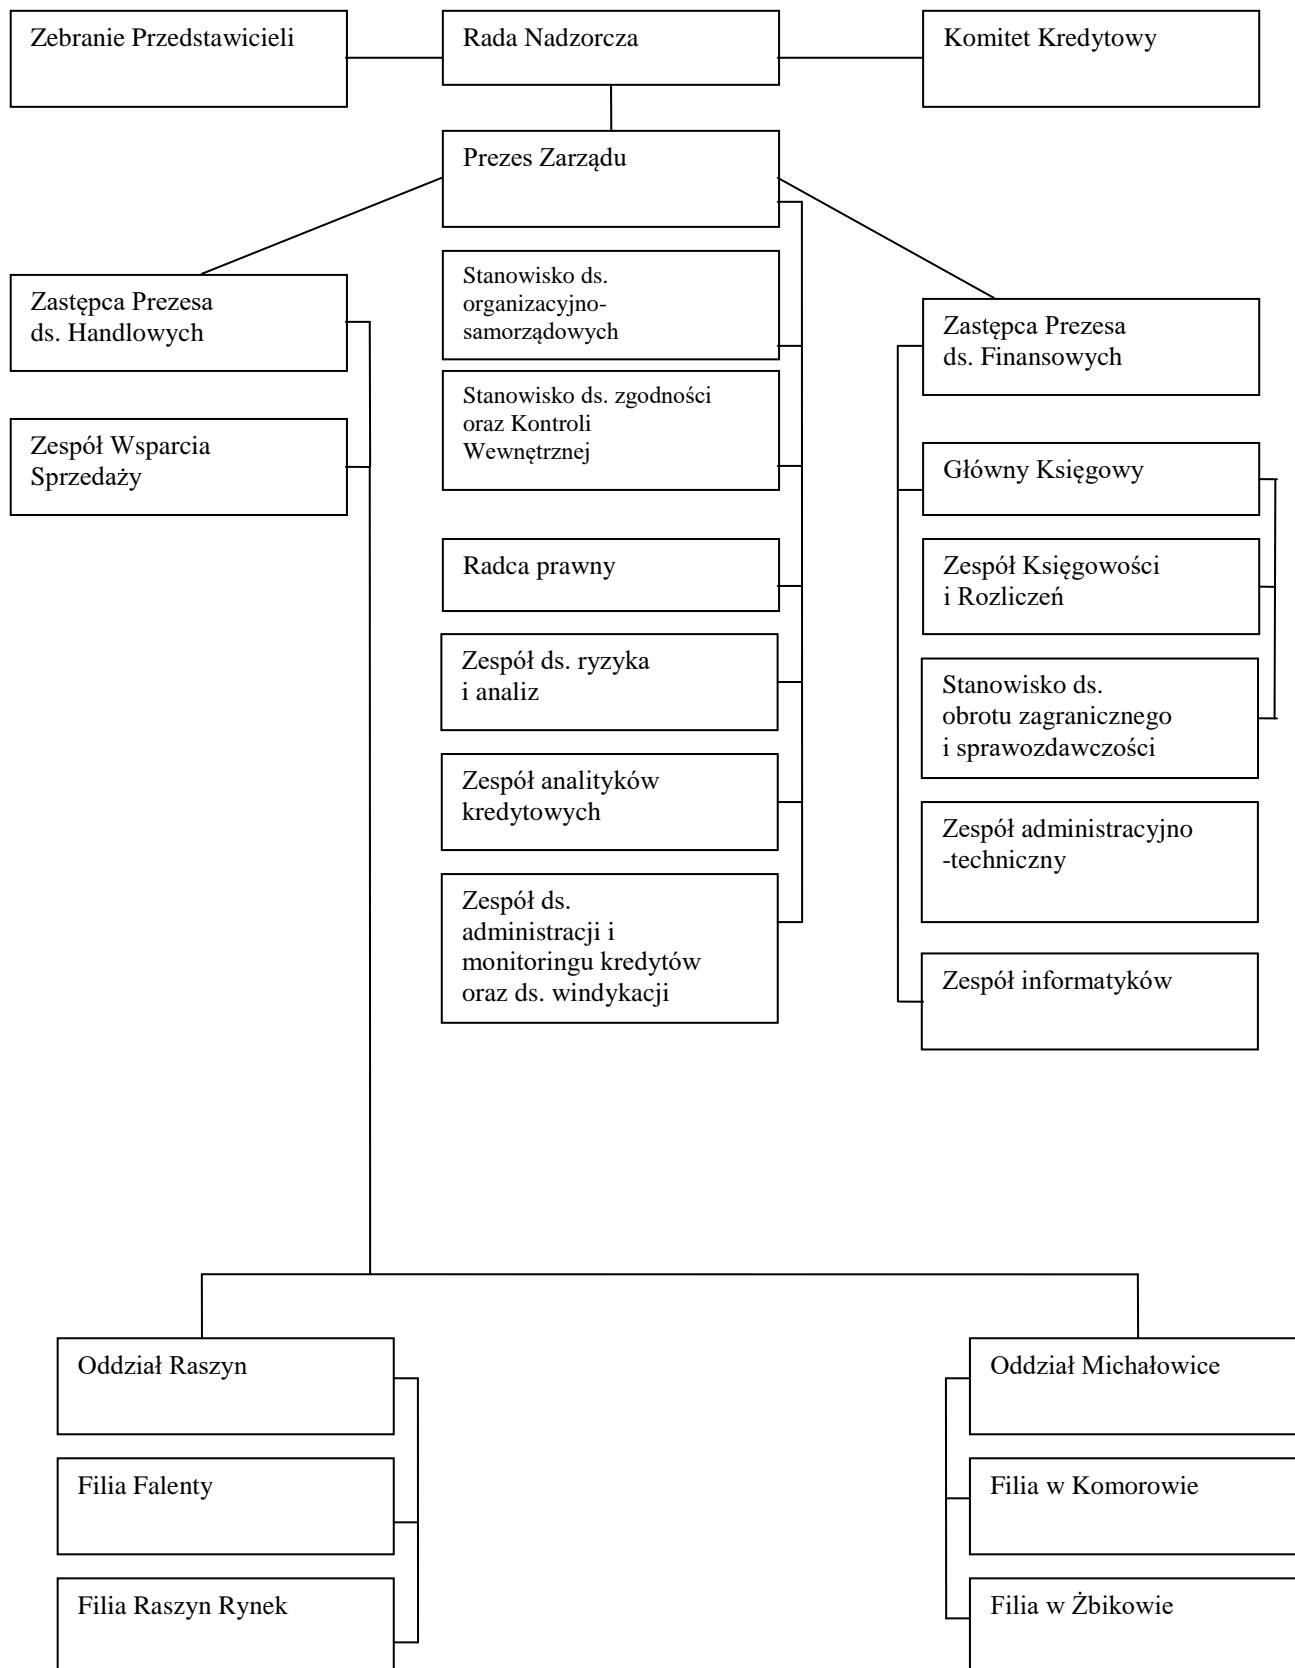 Zebranie Przedstawicieli
Rada Nadzorcza
Komitet Kredytowy
Prezes Zarządu
Zastępca Prezesa
ds. Handlowych
Zespół Wsparcia
Sprzedaży
Stanowisko ds.
organizacyjno-
samorządowych
Stanowisko ds. zgodności
oraz Kontroli
Wewnętrznej
Radca prawny
Zespół ds. ryzyka
i analiz
Zespół analityków
kredytowych
Zespół ds.
administracji i
monitoringu kredytów
oraz ds. windykacji
Zastępca Prezesa
ds. Finansowych
Główny Księgowy
Zespół Księgowości
i Rozliczeń
Stanowisko ds.
obrotu zagranicznego
i sprawozdawczości
Zespół administracyjno
-techniczny
Zespół informatyków
Oddział Raszyn
Filia Falenty
Filia Raszyn Rynek
Oddział Michałowice
Filia w Komorowie
Filia w Żbikowie